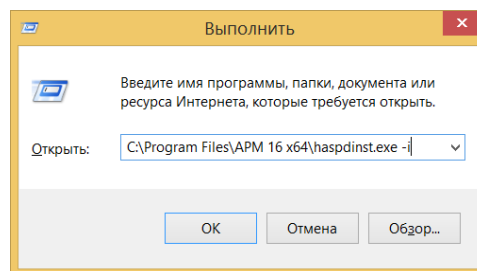 Выполнить
Введите имя программы, папки, документа или
ресурса Интернета, которые требуется открыть.
Открыть: C:\Program Files\APM 16 x64\haspdinst.exe -i
ОК Отмена Обзор...